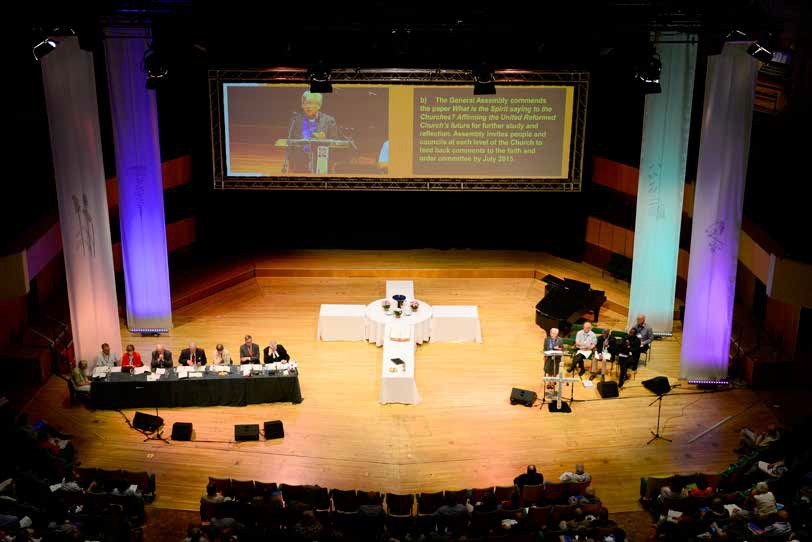 b) The General Assembly commends
the paper What is the Spirit saying to the
Churches? Affirming the United Reformed
Church's future for further study and
reflection. Assembly invites people and
councils at each level of the Church to
feed back comments to the faith and
order committee by July 2015.